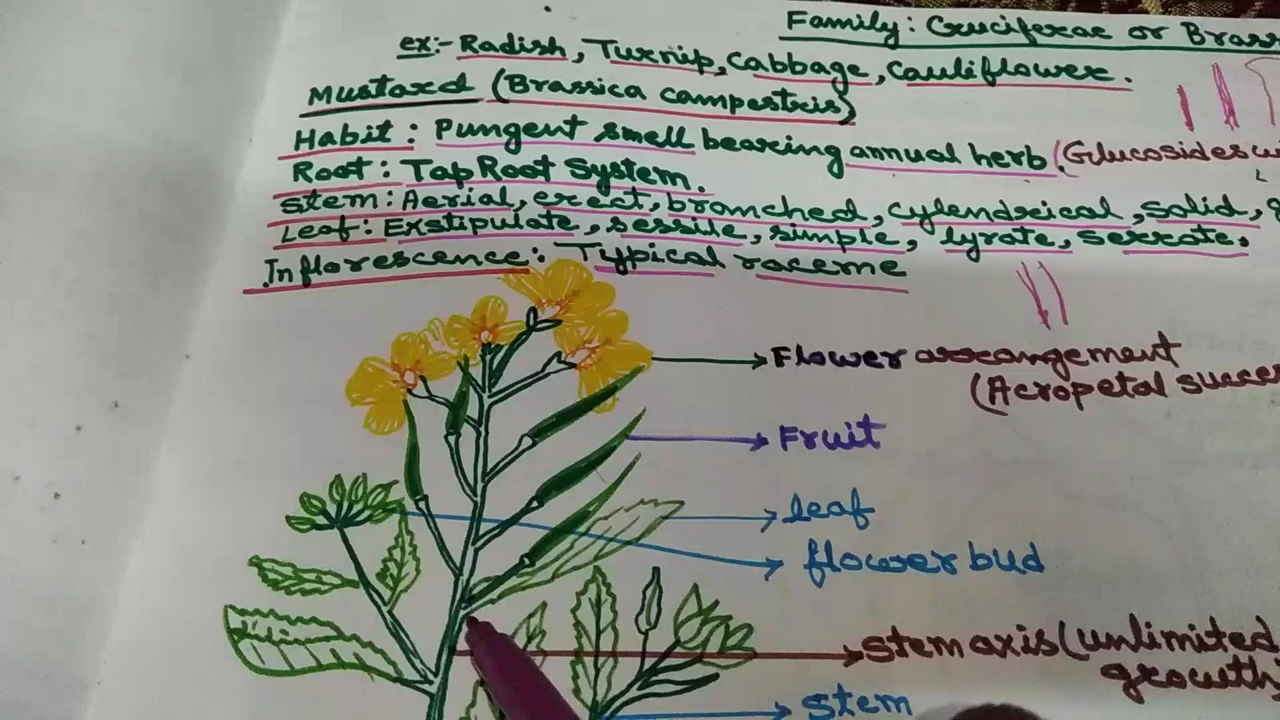 Family: Cruciferae or Brass
ex:- Radish, Turnip, Cabbage, Cauliflower.
Mustard (Brassica campestris)
Habit: Pungent smell bearing annual herb (Glucosides
Root: Tap Root System.
Stem: Aerial, erect, branched, cylendrical, solid,
Leaf: Exstipulate, sessile, simple, lyrate, serrate,
Inflorescence: Typical raceme
Flower arrangement
(Acropetal succe
Fruit
leaf
flower bud
stem axis (unlimited
growth)
stem